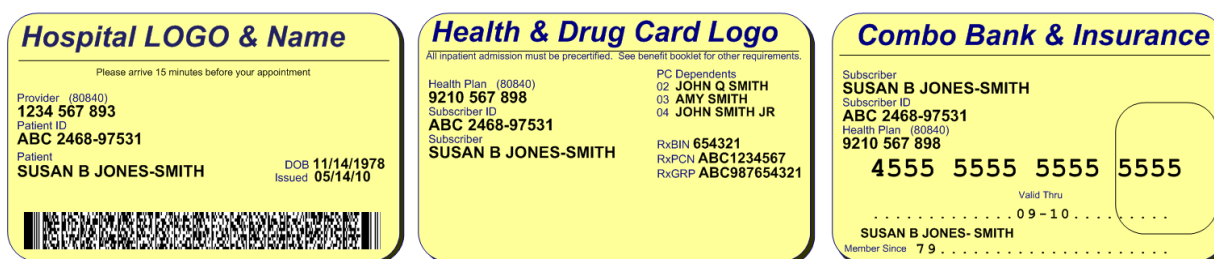 Hospital LOGO & Name
Please arrive 15 minutes before your appointment
Provider (80840)
1234 567 893
Patient ID
ABC 2468-97531
Patient
SUSAN B JONES-SMITH
DOB 11/14/1978
Issued 05/14/10
Health & Drug Card Logo
All inpatient admission must be precertified. See benefit booklet for other requirements.
Health Plan (80840)
9210 567 898
Subscriber ID
ABC 2468-97531
Subscriber
SUSAN B JONES-SMITH
PC Dependents
02 JOHN Q SMITH
03 AMY SMITH
04 JOHN SMITH JR
RxBIN 654321
RxPCN ABC1234567
RxGRP ABC987654321
Combo Bank & Insurance
Subscriber
SUSAN B JONES-SMITH
Subscriber ID
ABC 2468-97531
Health Plan (80840)
9210 567 898
4555 5555 5555 5555
Valid Thru
. . . . . . . . . . . . . 09-10 . . . . . . . . .
SUSAN B JONES- SMITH
Member Since 79 . . . . . . . . . . . . . . . . . . . . .